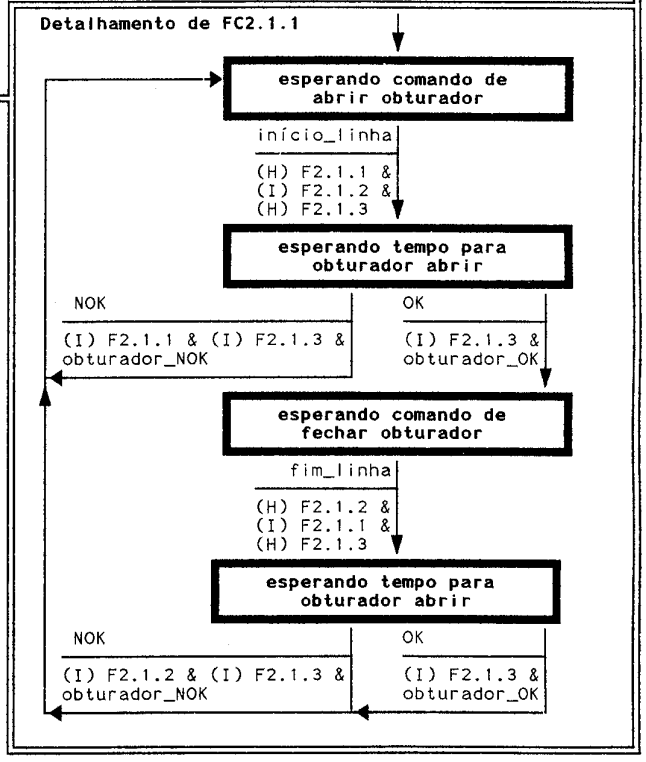 Detalhamento de FC2.1.1
esperando comando de
abrir obturador
início_linha
(H) F2.1.1 &
(I) F2.1.2 &
(H) F2.1.3
esperando tempo para
obturador abrir
NOK
(I) F2.1.1 & (I) F2.1.3 &
obturador_NOK
OK
(I) F2.1.3 &
obturador_OK
esperando comando de
fechar obturador
fim_linha
(H) F2.1.2 &
(I) F2.1.1 &
(H) F2.1.3
esperando tempo para
obturador abrir
NOK
(I) F2.1.2 & (I) F2.1.3 &
obturador_NOK
OK
(I) F2.1.3 &
obturador_OK